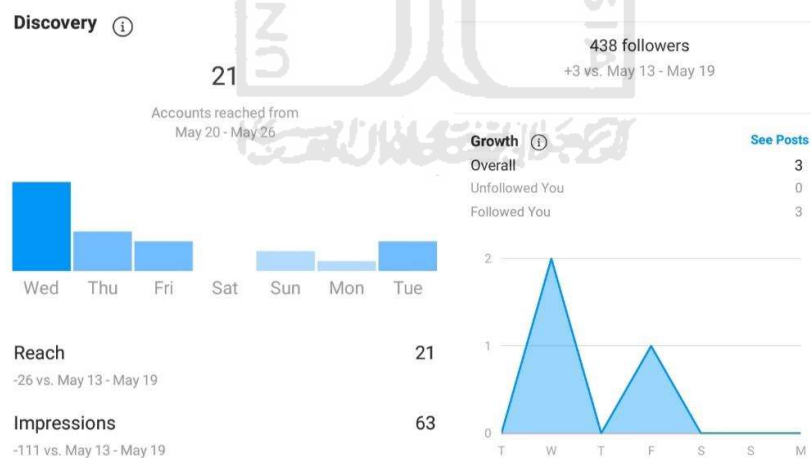 Discovery
21
Accounts reached from
May 20 - May 26
Wed Thu Fri Sat Sun Mon Tue
Reach 21
-26 vs. May 13 - May 19
Impressions 63
-111 vs. May 13 - May 19
438 followers
+3 vs. May 13 - May 19
Growth See Posts
Overall 3
Unfollowed You 0
Followed You 3
2
1
0
T W T F S S M